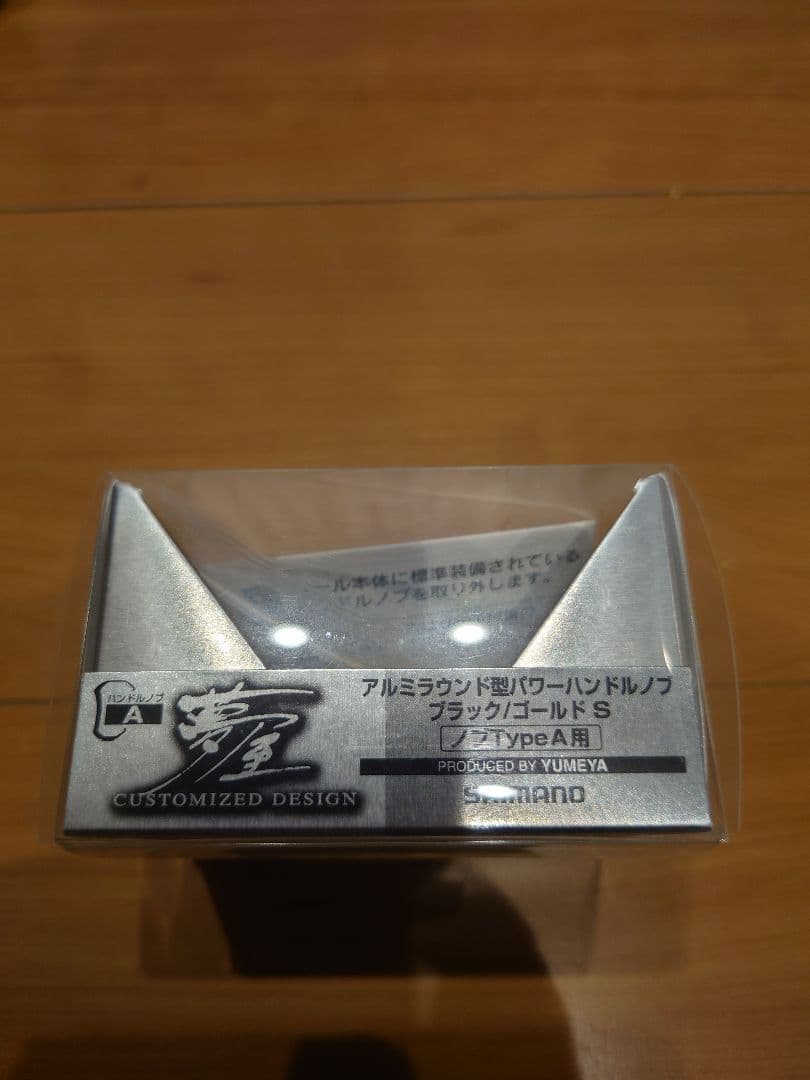 ール本体に標準装備されている
ドルノブを取り外します。
ハンドルノブ
A
夢屋
CUSTOMIZED DESIGN
アルミラウンド型パワーハンドルノブ
ブラック/ゴールド S
ノブTypeA用
PRODUCED BY YUMEYA
SHIMANO